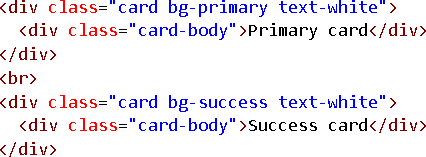 <div class="card bg-primary text-white">
  <div class="card-body">Primary card</div>
</div>
<br>
<div class="card bg-success text-white">
  <div class="card-body">Success card</div>
</div>